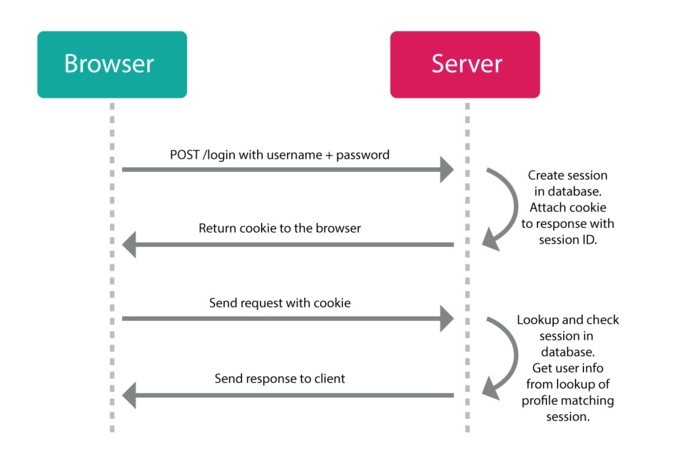 Browser
Server
POST /login with username + password
Create session
in database.
Attach cookie
to response with
session ID.
Return cookie to the browser
Send request with cookie
Lookup and check
session in
database.
Get user info
from lookup of
profile matching
session.
Send response to client